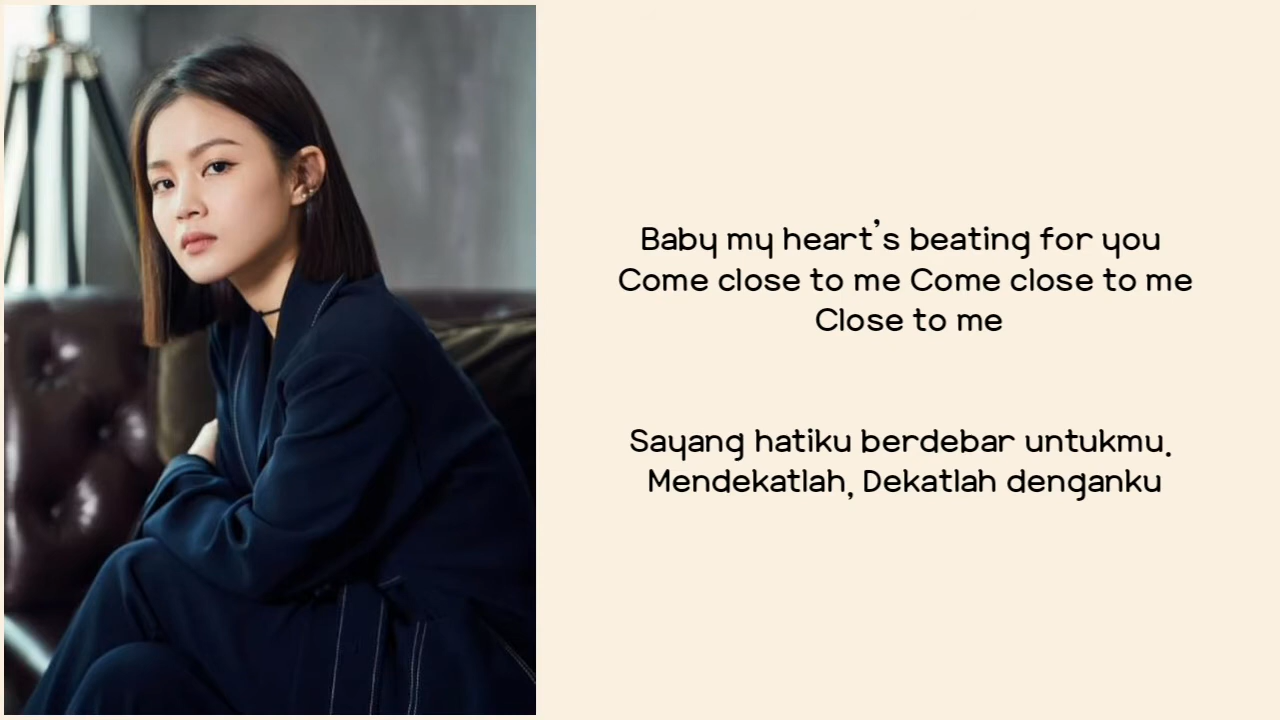 Baby my heart's beating for you
Come close to me Come close to me
Close to me
Sayang hatiku berdebar untukmu.
Mendekatlah, Dekatlah denganku